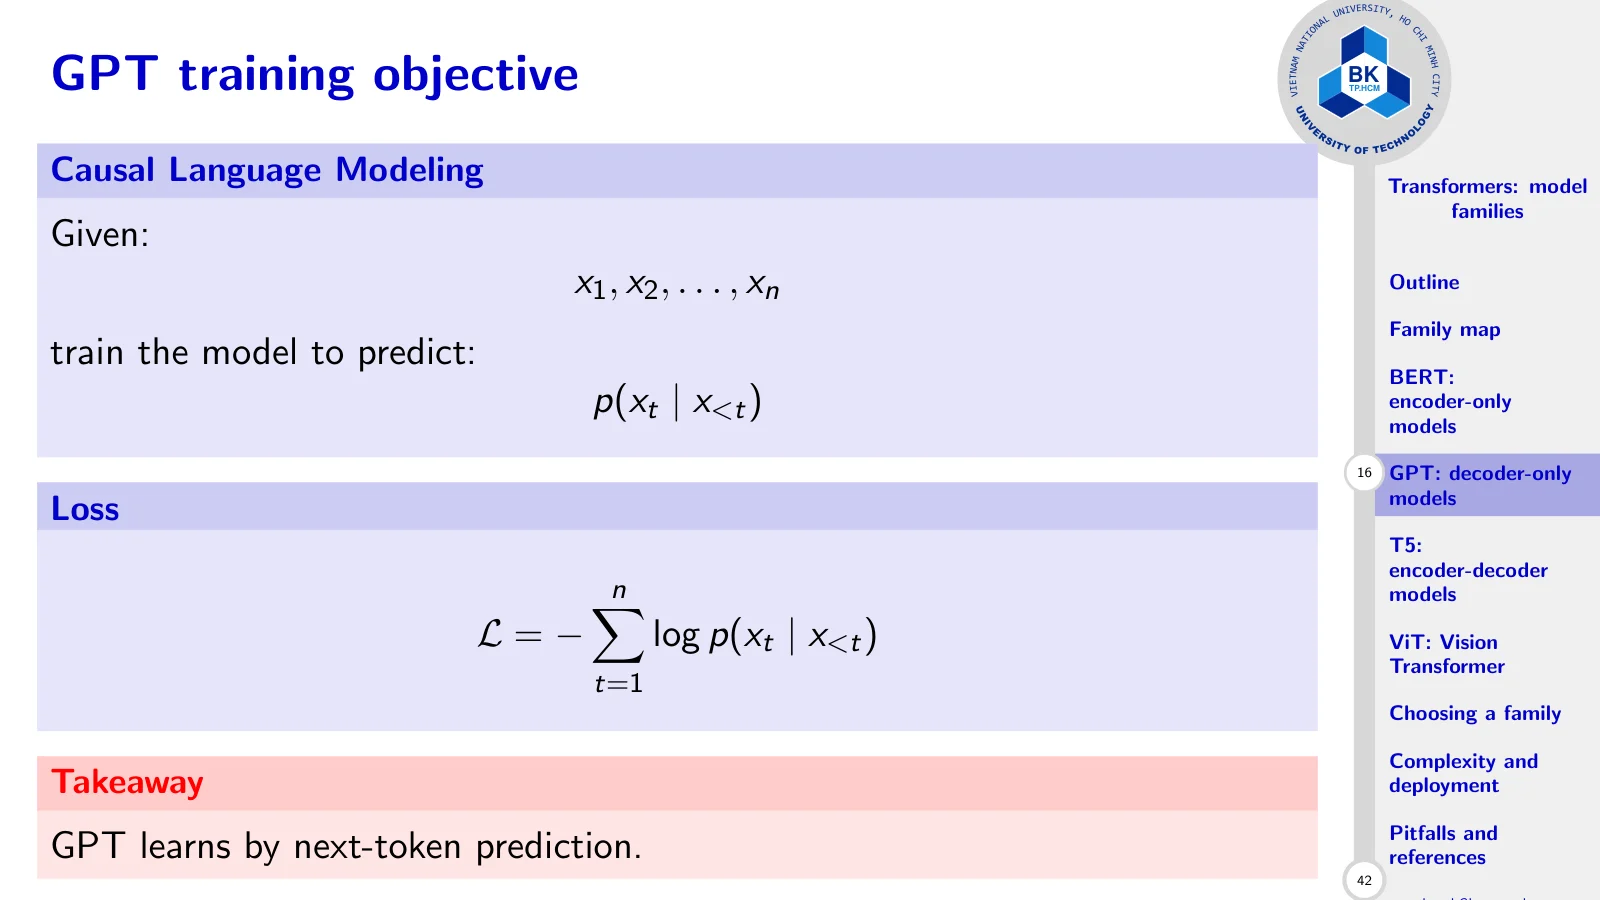 GPT training objective
Causal Language Modeling
Given:
x₁, x₂, . . . , xₙ
train the model to predict:
p(xₜ | x<ₜ)
Loss
ℒ = − ∑ₜ₌₁ⁿ log p(xₜ | x<ₜ)
Takeaway
GPT learns by next-token prediction.
VIETNAM NATIONAL UNIVERSITY, HO CHI MINH CITY
BK
TP.HCM
UNIVERSITY OF TECHNOLOGY
Transformers: model
families
Outline
Family map
BERT:
encoder-only
models
16
GPT: decoder-only
models
T5:
encoder-decoder
models
ViT: Vision
Transformer
Choosing a family
Complexity and
deployment
Pitfalls and
references
42